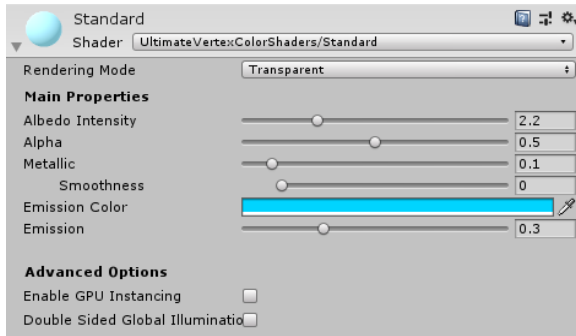 Standard
Shader UltimateVertexColorShaders/Standard
Rendering Mode Transparent
Main Properties
Albedo Intensity 2.2
Alpha 0.5
Metallic 0.1
Smoothness 0
Emission Color
Emission 0.3
Advanced Options
Enable GPU Instancing
Double Sided Global Illuminatio